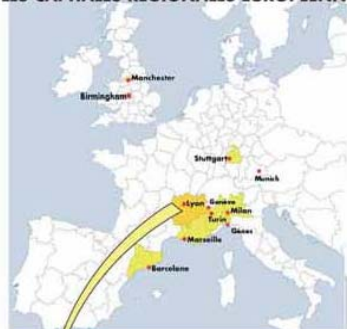 Manchester
Birmingham
Stuttgart
Munich
Lyon
Genève
Milan
Turin
Gênes
Marseille
Barcelone